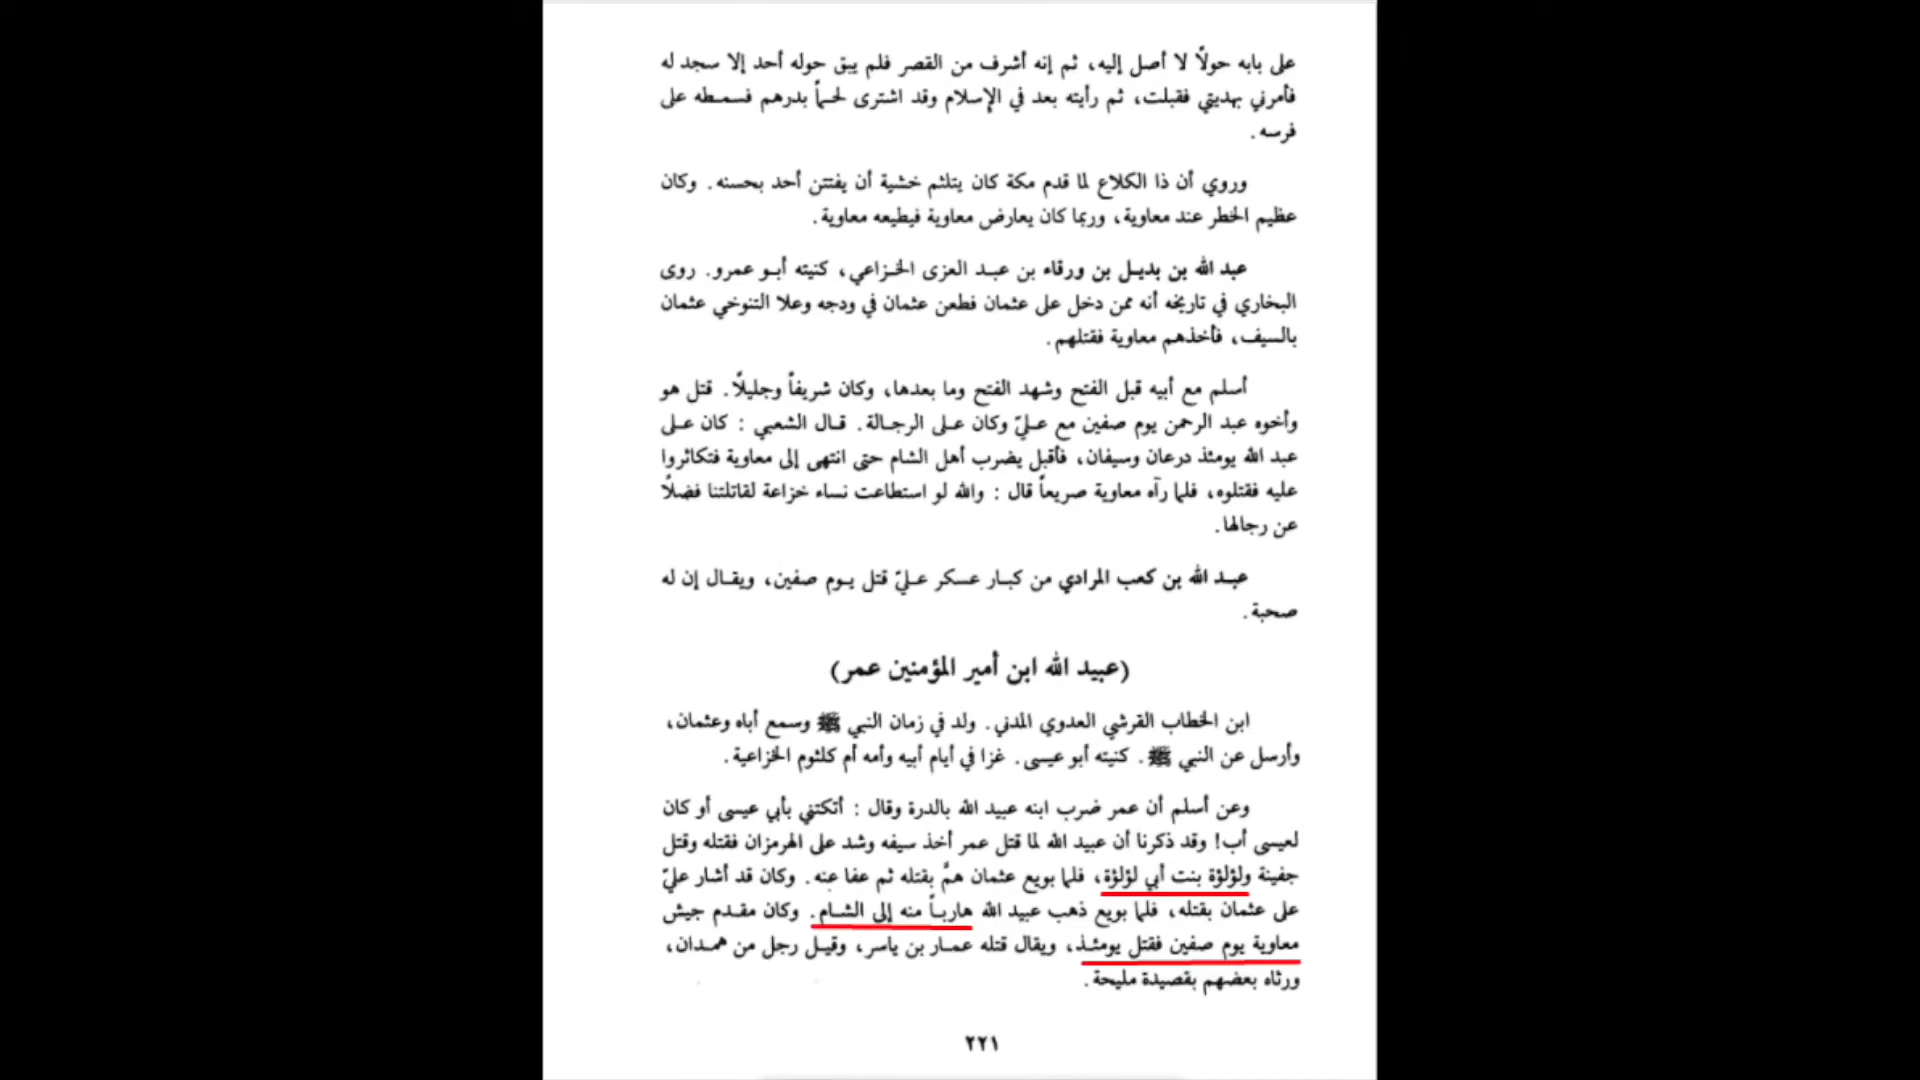 على بابه حولًا لا أصل إليه، ثم إنه أشرف من القصر فلم يبق حوله أحد إلا سجد له
فأمرني بهديتي فقبلت، ثم رأيته بعد في الإسلام وقد اشترى لحماً بدرهم فسمطه على
فرسه.
وروي أن ذا الكلاع لما قدم مكة كان يتلثم خشية أن يفتتن أحد بحسنه. وكان
عظيم الخطر عند معاوية، وربما كان يعارض معاوية فيطيعه معاوية.
عبد الله بن بديل بن ورقاء بن عبد العزى الخزاعي، كنيته أبو عمرو. روى
البخاري في تاريخه أنه ممن دخل على عثمان فطعن عثمان في ودجه وعلا التنوخي عثمان
بالسيف، فأخذهم معاوية فقتلهم.
أسلم مع أبيه قبل الفتح وشهد الفتح وما بعدها، وكان شريفاً وجليلًا. قتل هو
وأخوه عبد الرحمن يوم صفين مع عليّ وكان على الرجالة. قال الشعبي : كان على
عبد الله يومئذ درعان وسيفان، فأقبل يضرب أهل الشام حتى انتهى إلى معاوية فتكاثروا
عليه فقتلوه، فلما رآه معاوية صريعاً قال : والله لو استطاعت نساء خزاعة لقاتلتنا فضلًا
عن رجالها.
عبد الله بن كعب المرادي من كبار عسكر عليّ قتل يوم صفين، ويقال إن له
صحبة.
(عبيد الله ابن أمير المؤمنين عمر)
ابن الخطاب القرشي العدوي المدني. ولد في زمان النبي ﷺ وسمع أباه وعثمان،
وأرسل عن النبي ﷺ. كنيته أبو عيسى. غزا في أيام أبيه وأمه أم كلثوم الخزاعية.
وعن أسلم أن عمر ضرب ابنه عبيد الله بالدرة وقال : أتكتني بأبي عيسى أو كان
لعيسى أب! وقد ذكرنا أن عبيد الله لما قتل عمر أخذ سيفه وشد على الهرمزان فقتله وقتل
جفينة ولؤلؤة بنت أبي لؤلؤة، فلما بويع عثمان همَّ بقتله ثم عفا عنه. وكان قد أشار عليّ
على عثمان بقتله، فلما بويع ذهب عبيد الله هارباً منه إلى الشام. وكان مقدم جيش
معاوية يوم صفين فقتل يومئذ، ويقال قتله عمار بن ياسر، وقيل رجل من همدان،
ورثاه بعضهم بقصيدة مليحة.
٢٢١